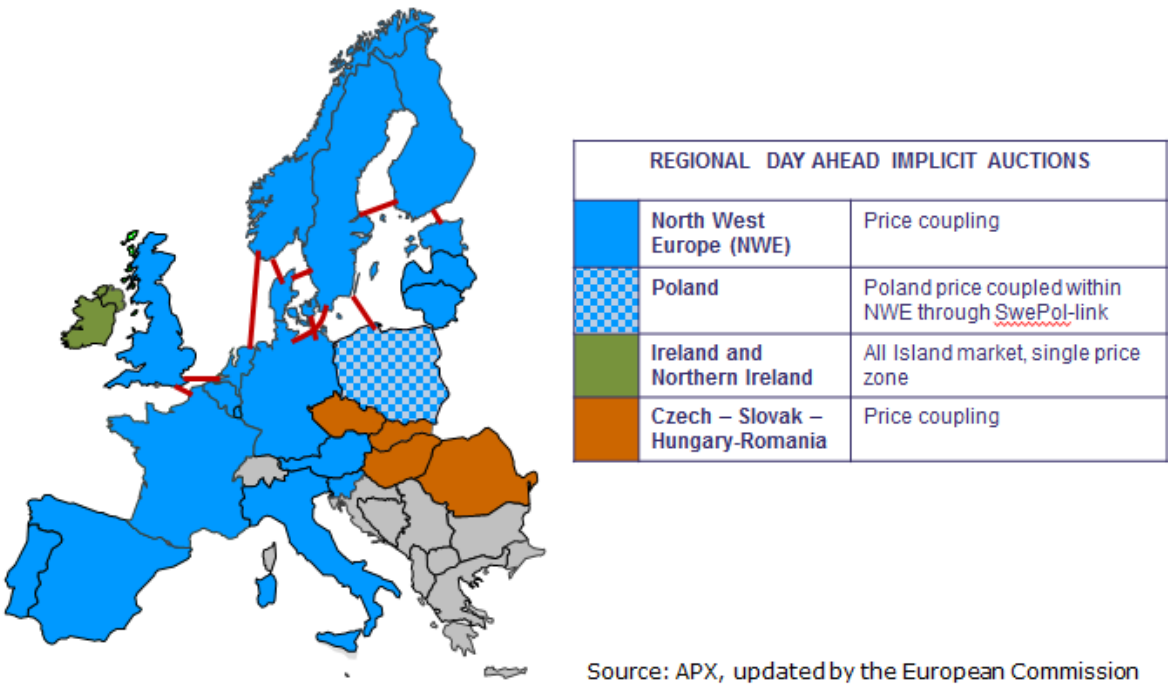 REGIONAL DAY AHEAD IMPLICIT AUCTIONS
North West
Europe (NWE)
Price coupling
Poland
Poland price coupled within
NWE through SwePol-link
Ireland and
Northern Ireland
All Island market, single price
zone
Czech – Slovak –
Hungary-Romania
Price coupling
Source: APX, updated by the European Commission